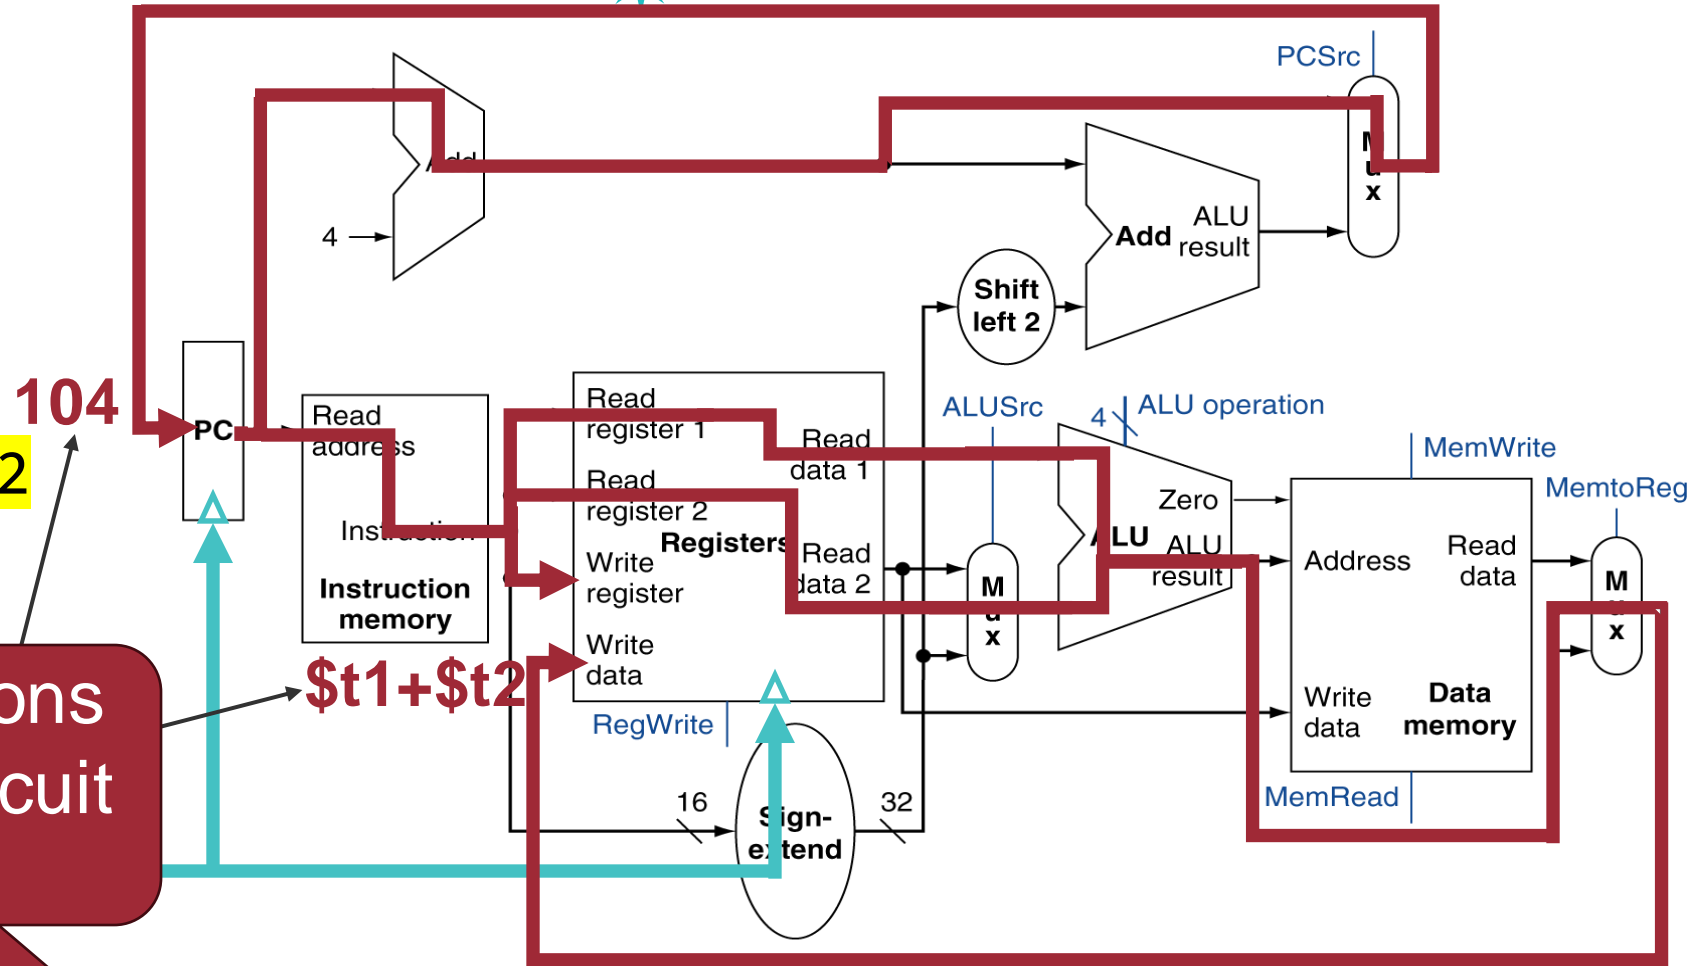 PCSrc
M
u
x
Add
4
ALU
Add
result
Shift
left 2
104
PC
2
Read
address
Instruction
Instruction
memory
Read
register 1
Read
data 1
Read
register 2
Registers
Write
register
Read
data 2
Write
data
RegWrite
ALUSrc
M
u
x
4
ALU operation
Zero
ALU
ALU
result
MemWrite
MemtoReg
Address
Read
data
M
u
x
Write
data
Data
memory
MemRead
$t1+$t2
ons
cuit
16
Sign-
extend
32